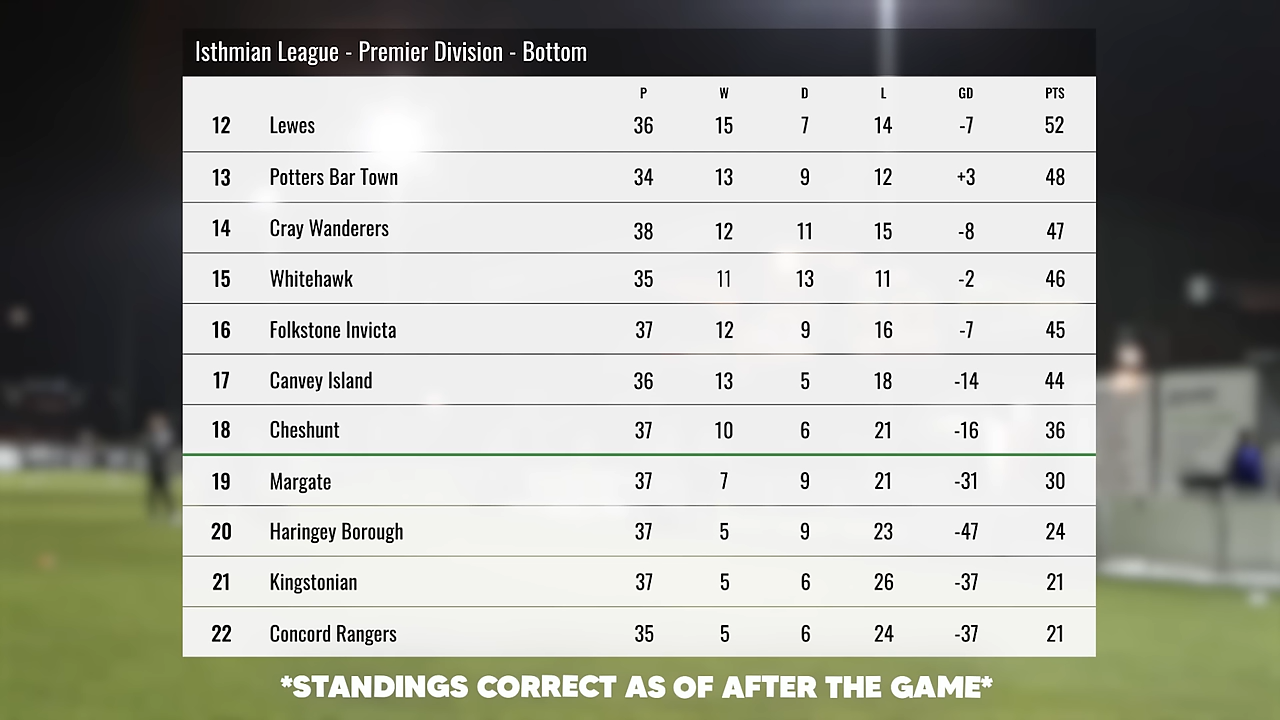 Isthmian League - Premier Division - Bottom
P W D L GD PTS
12 Lewes 36 15 7 14 -7 52
13 Potters Bar Town 34 13 9 12 +3 48
14 Cray Wanderers 38 12 11 15 -8 47
15 Whitehawk 35 11 13 11 -2 46
16 Folkstone Invicta 37 12 9 16 -7 45
17 Canvey Island 36 13 5 18 -14 44
18 Cheshunt 37 10 6 21 -16 36
19 Margate 37 7 9 21 -31 30
20 Haringey Borough 37 5 9 23 -47 24
21 Kingstonian 37 5 6 26 -37 21
22 Concord Rangers 35 5 6 24 -37 21
*STANDINGS CORRECT AS OF AFTER THE GAME*